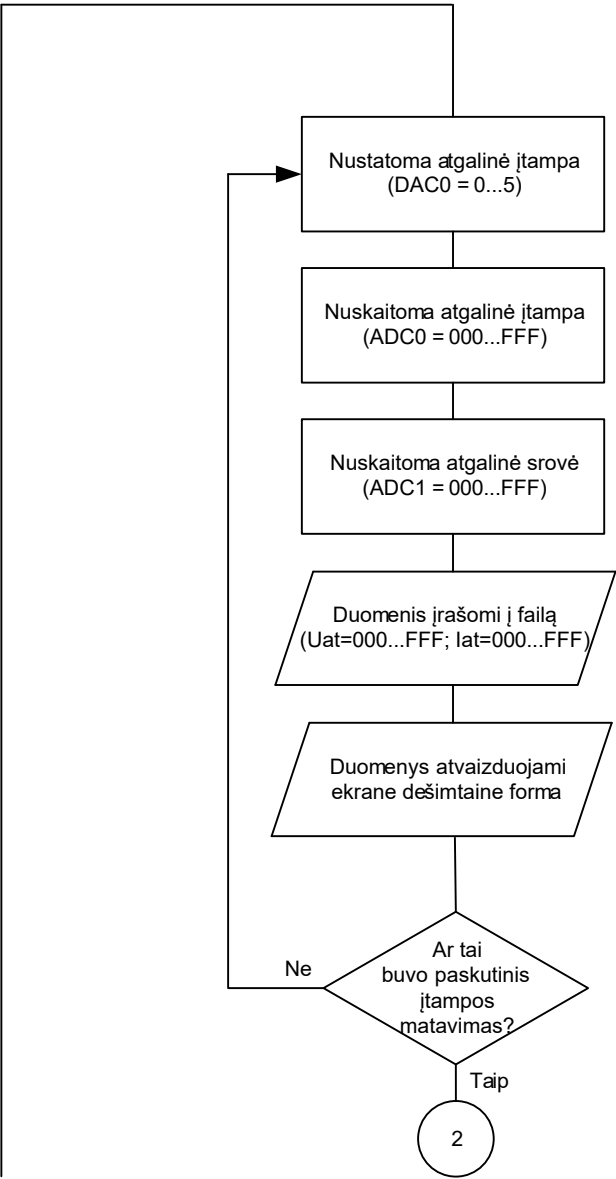 Nustatoma atgalinė įtampa
(DAC0 = 0...5)
Nuskaitoma atgalinė įtampa
(ADC0 = 000...FFF)
Nuskaitoma atgalinė srovė
(ADC1 = 000...FFF)
Duomenis įrašomi į failą
(Uat=000...FFF; Iat=000...FFF)
Duomenys atvaizduojami
ekrane dešimtaine forma
Ar tai
buvo paskutinis
įtampos
matavimas?
Ne
Taip
2